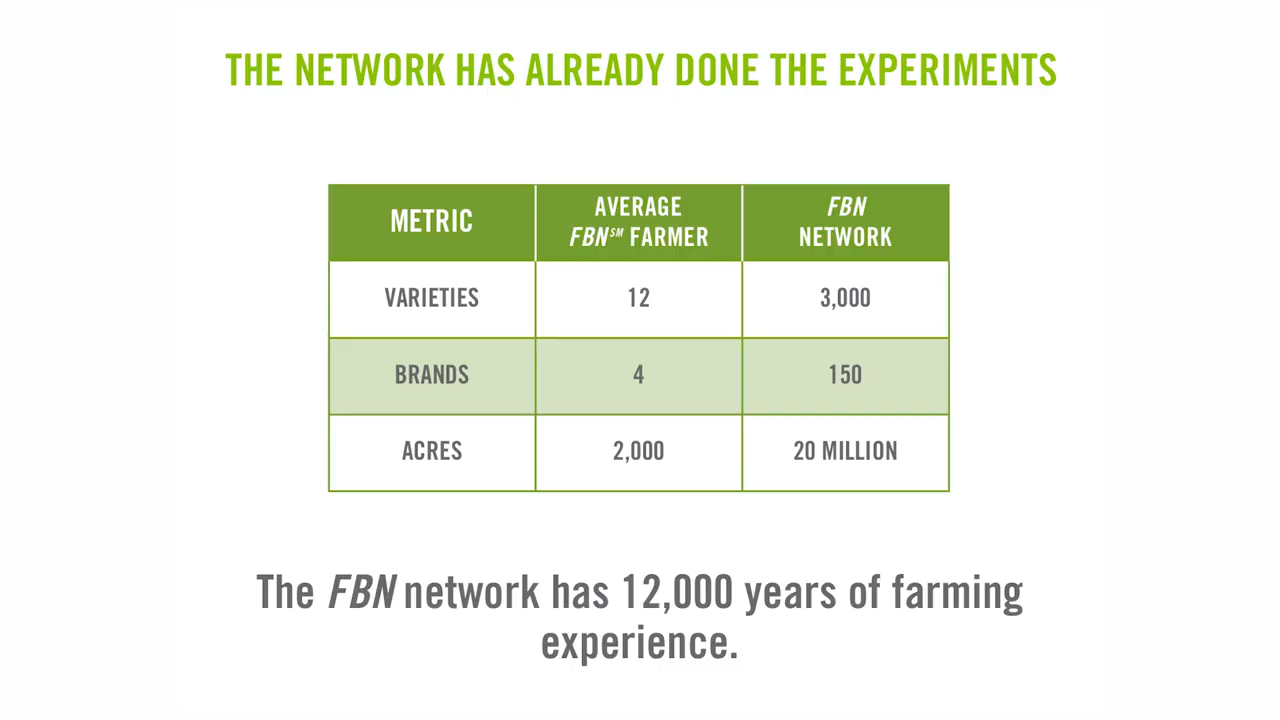 THE NETWORK HAS ALREADY DONE THE EXPERIMENTS
METRIC
AVERAGE
FBN℠ FARMER
FBN
NETWORK
VARIETIES
12
3,000
BRANDS
4
150
ACRES
2,000
20 MILLION
The FBN network has 12,000 years of farming
experience.